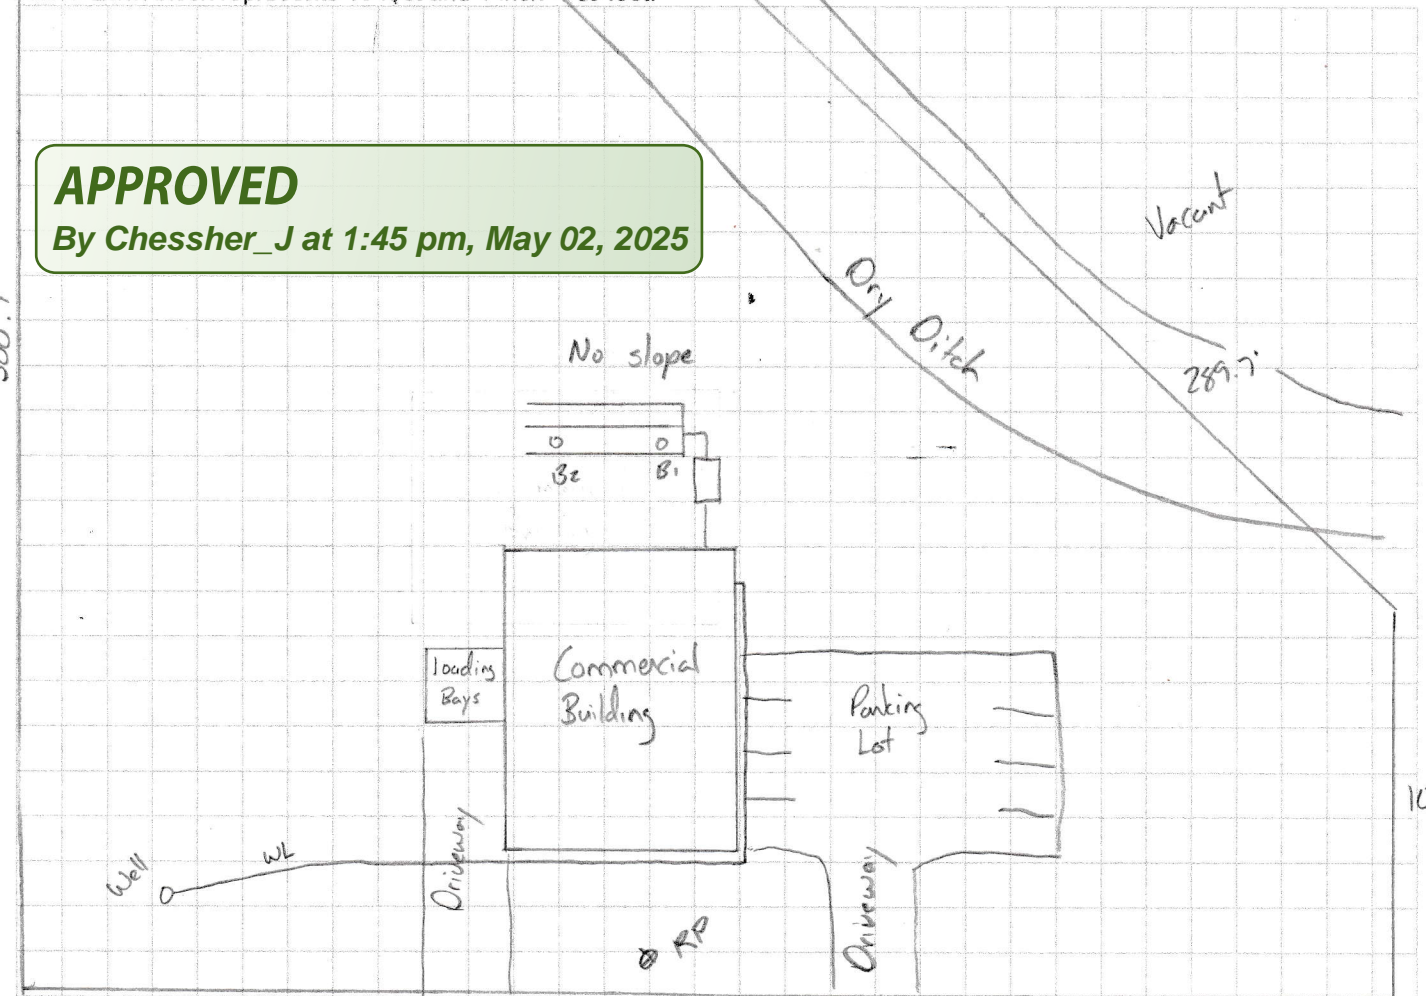 APPROVED
By Chessher_J at 1:45 pm, May 02, 2025
Vacant
Dry Ditch
289.7'
No slope
B2
B1
Loading
Bays
Commercial
Building
Parking
Lot
Well
WL
Driveway
Driveway
RP